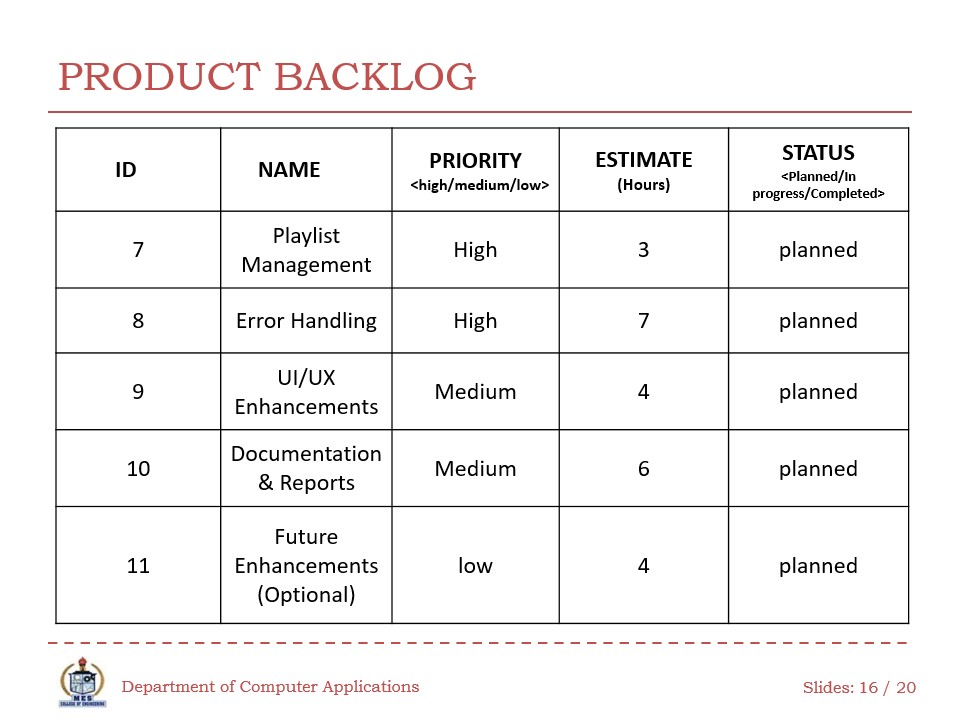 PRODUCT BACKLOG
ID
NAME
PRIORITY
<high/medium/low>
ESTIMATE
(Hours)
STATUS
<Planned/In
progress/Completed>
7
Playlist
Management
High
3
planned
8
Error Handling
High
7
planned
9
UI/UX
Enhancements
Medium
4
planned
10
Documentation
& Reports
Medium
6
planned
11
Future
Enhancements
(Optional)
low
4
planned
MES
COLLEGE OF ENGINEERING
Department of Computer Applications
Slides: 16 / 20